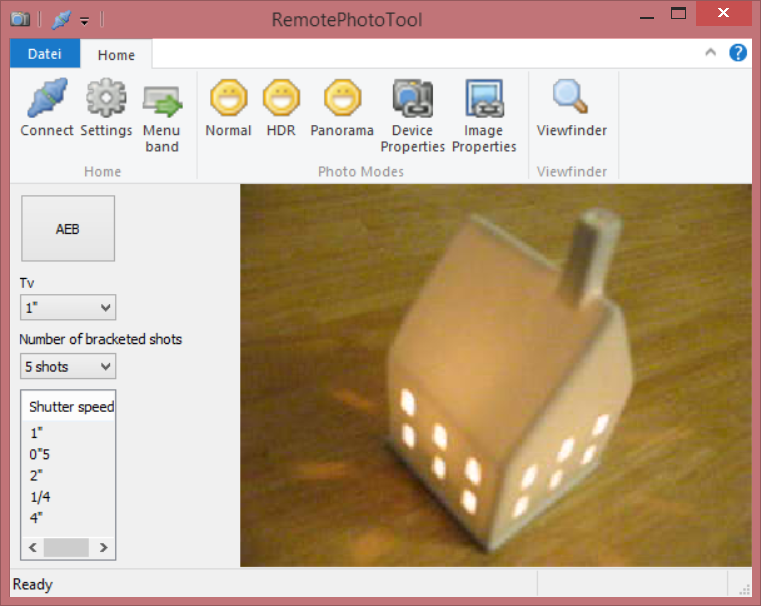 RemotePhotoTool
Datei Home
Connect Settings Menu band
Normal HDR Panorama Device Properties Image Properties
Viewfinder
Home Photo Modes Viewfinder
AEB
Tv
1"
Number of bracketed shots
5 shots
Shutter speed
1"
0"5
2"
1/4
4"
Ready